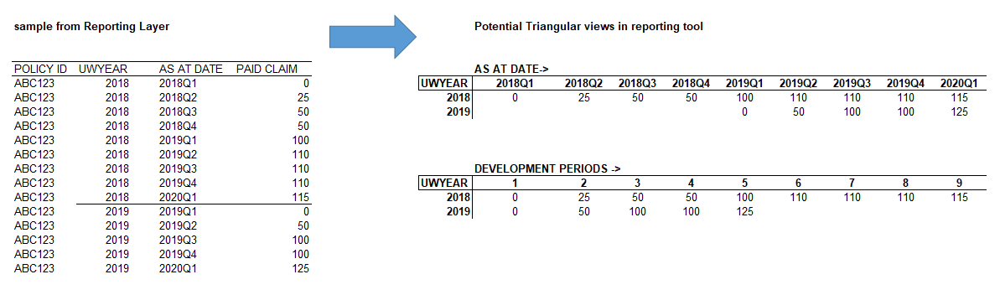 sample from Reporting Layer
POLICY ID UWYEAR AS AT DATE PAID CLAIM
ABC123 2018 2018Q1 0
ABC123 2018 2018Q2 25
ABC123 2018 2018Q3 50
ABC123 2018 2018Q4 50
ABC123 2018 2019Q1 100
ABC123 2018 2019Q2 110
ABC123 2018 2019Q3 110
ABC123 2018 2019Q4 110
ABC123 2018 2020Q1 115
ABC123 2019 2019Q1 0
ABC123 2019 2019Q2 50
ABC123 2019 2019Q3 100
ABC123 2019 2019Q4 100
ABC123 2019 2020Q1 125
Potential Triangular views in reporting tool
AS AT DATE->
UWYEAR 2018Q1 2018Q2 2018Q3 2018Q4 2019Q1 2019Q2 2019Q3 2019Q4 2020Q1
2018 0 25 50 50 100 110 110 110 115
2019 0 50 100 100 125
DEVELOPMENT PERIODS ->
UWYEAR 1 2 3 4 5 6 7 8 9
2018 0 25 50 50 100 110 110 110 115
2019 0 50 100 100 125